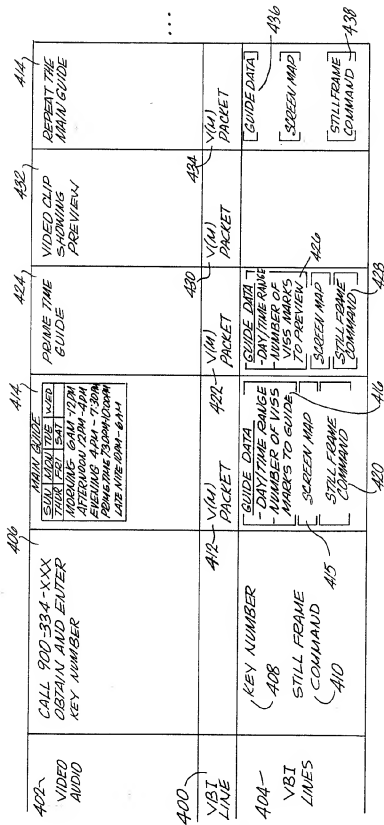 402
VIDEO
AUDIO
406
CALL 900-334-XXX
OBTAIN AND ENTER
KEY NUMBER
414
MAIN GUIDE
SUN MON TUE WED
THUR FRI SAT
MORNING 6AM -12PM
AFTERNOON 12PM-4PM
EVENING 4PM - 7:30PM
PRIME TIME 7:30PM-10:00PM
LATE NITE 10PM-6AM
424
PRIME TIME
GUIDE
432
VIDEO CLIP
SHOWING
PREVIEW
414
REPEAT THE
MAIN GUIDE
...
400
VBI
LINE
412
V(M)
PACKET
422
V(M)
PACKET
430
V(M)
PACKET
434
V(M)
PACKET
404
VBI
LINES
KEY NUMBER
408
STILL FRAME
COMMAND
410
GUIDE DATA
-DAY/TIME RANGE
-NUMBER OF VISS
MARKS TO GUIDE
416
SCREEN MAP
415
STILL FRAME
COMMAND
420
GUIDE DATA
-DAY/TIME RANGE
-NUMBER OF
VISS MARKS
TO PREVIEW
426
SCREEN MAP
STILL FRAME
COMMAND
428
GUIDE DATA
436
SCREEN MAP
STILL FRAME
COMMAND
438